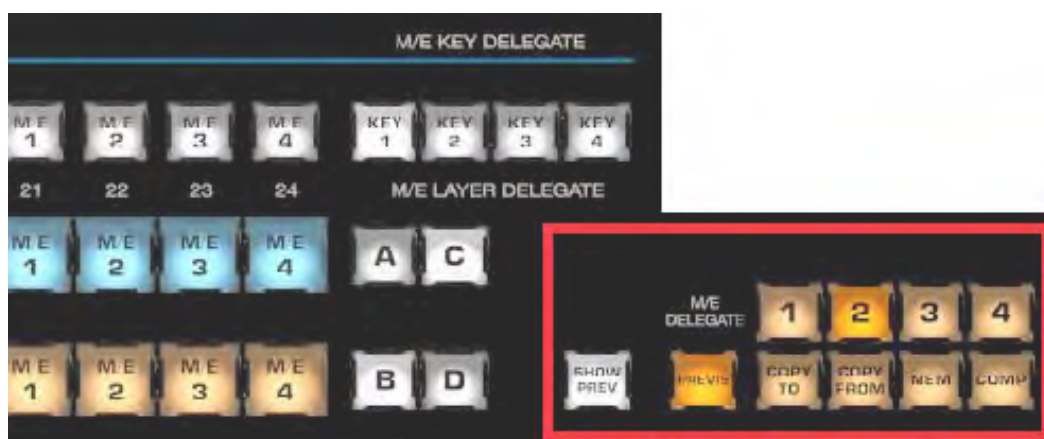 M/E KEY DELEGATE
M/E 1 M/E 2 M/E 3 M/E 4 KEY 1 KEY 2 KEY 3 KEY 4
21 22 23 24 M/E LAYER DELEGATE
M/E 1 M/E 2 M/E 3 M/E 4 A C
M/E DELEGATE 1 2 3 4
M/E 1 M/E 2 M/E 3 M/E 4 B D SHOW PREV PREVIS COPY TO COPY FROM MEM COMP